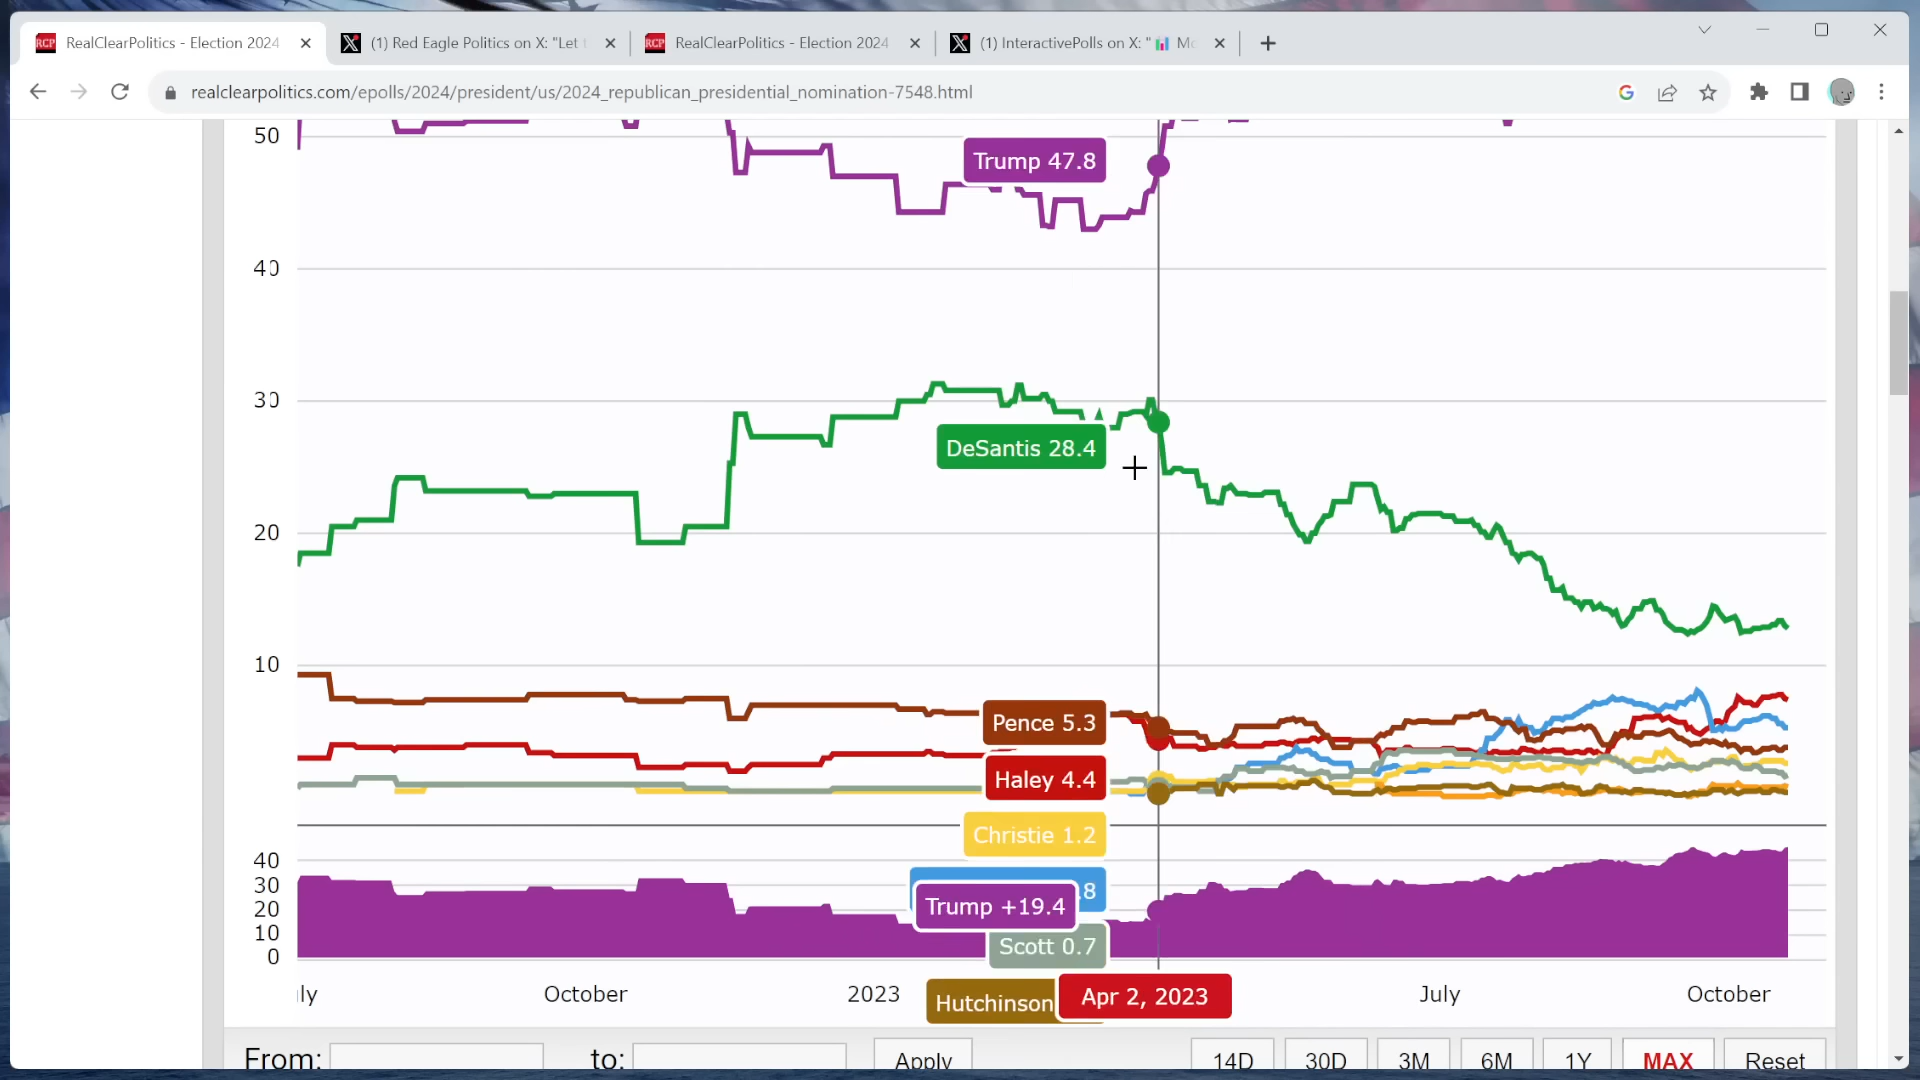 RCP RealClearPolitics - Election 2024
(1) Red Eagle Politics on X: "Let
RCP RealClearPolitics - Election 2024
(1) InteractivePolls on X: "
realclearpolitics.com/epolls/2024/president/us/2024_republican_presidential_nomination-7548.html
50
Trump 47.8
40
30
DeSantis 28.4
20
10
Pence 5.3
Haley 4.4
Christie 1.2
40
30
.8
20
Trump +19.4
10
Scott 0.7
0
October
2023
July
October
Hutchinson
Apr 2, 2023
From:
to:
Apply
14D
30D
3M
6M
1Y
MAX
Reset